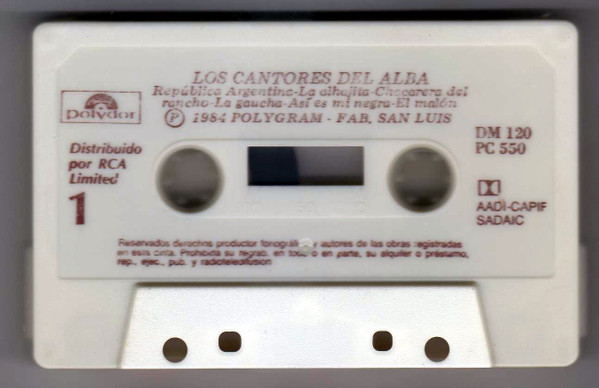 LOS CANTORES DEL ALBA
República Argentina-La alhajita-Chacarera del
rancho-La gaucha-Así es mi negra-El malón
Ⓟ 1984 POLYGRAM - FAB. SAN LUIS
polydor
DM 120
PC 550
Distribuido
por RCA
Limited
1
AADI-CAPIF
SADAIC
Reservados derechos productor fonográfico y autores de las obras registradas
en esta cinta. Prohibida su regrab. en todo o en parte, su alquiler o préstamo,
rep., ejec., pub. y radioteledifusión